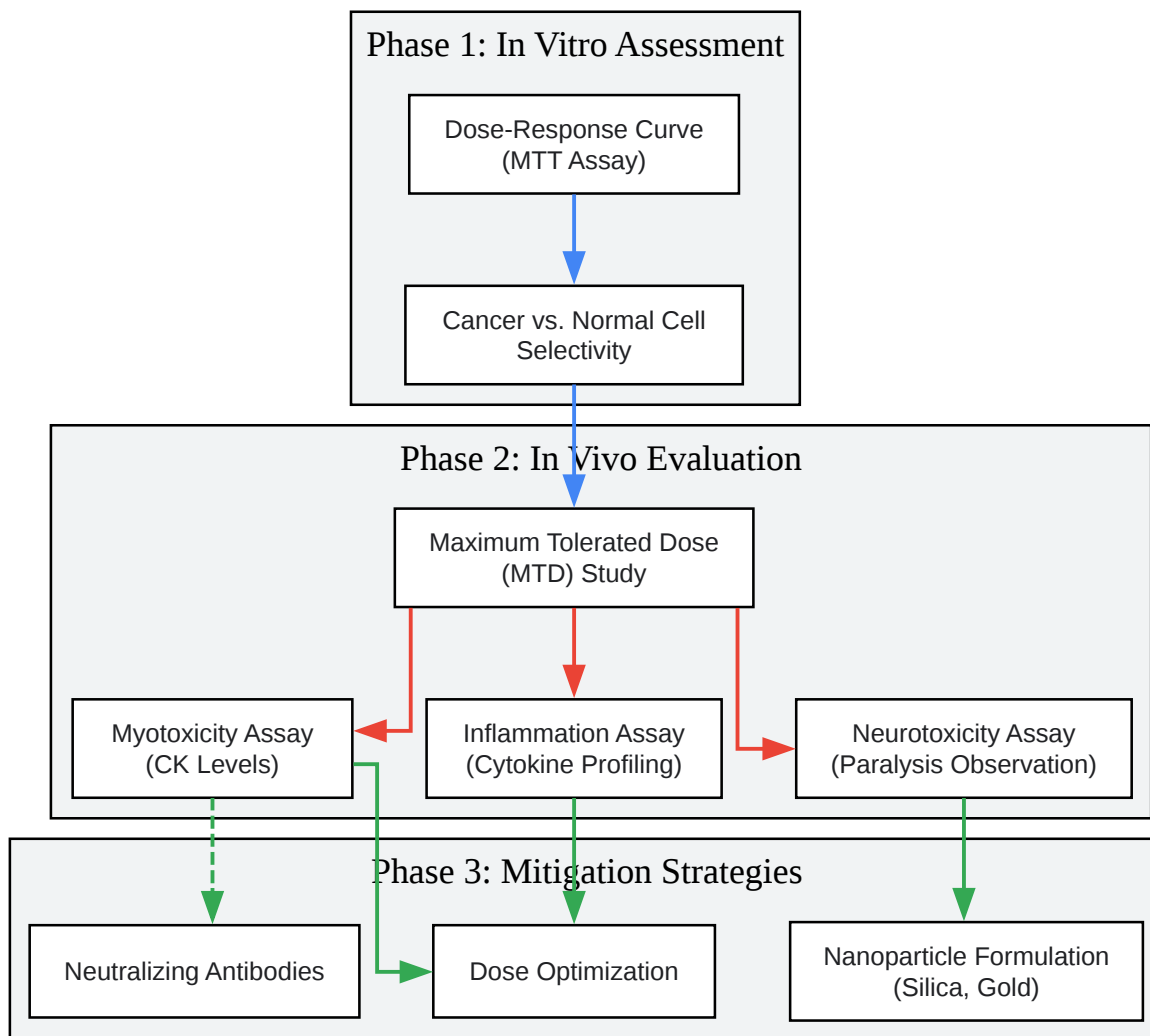 Phase 1: In Vitro Assessment
Dose-Response Curve
(MTT Assay)
Cancer vs. Normal Cell
Selectivity
Phase 2: In Vivo Evaluation
Maximum Tolerated Dose
(MTD) Study
Myotoxicity Assay
(CK Levels)
Inflammation Assay
(Cytokine Profiling)
Neurotoxicity Assay
(Paralysis Observation)
Phase 3: Mitigation Strategies
Neutralizing Antibodies
Dose Optimization
Nanoparticle Formulation
(Silica, Gold)